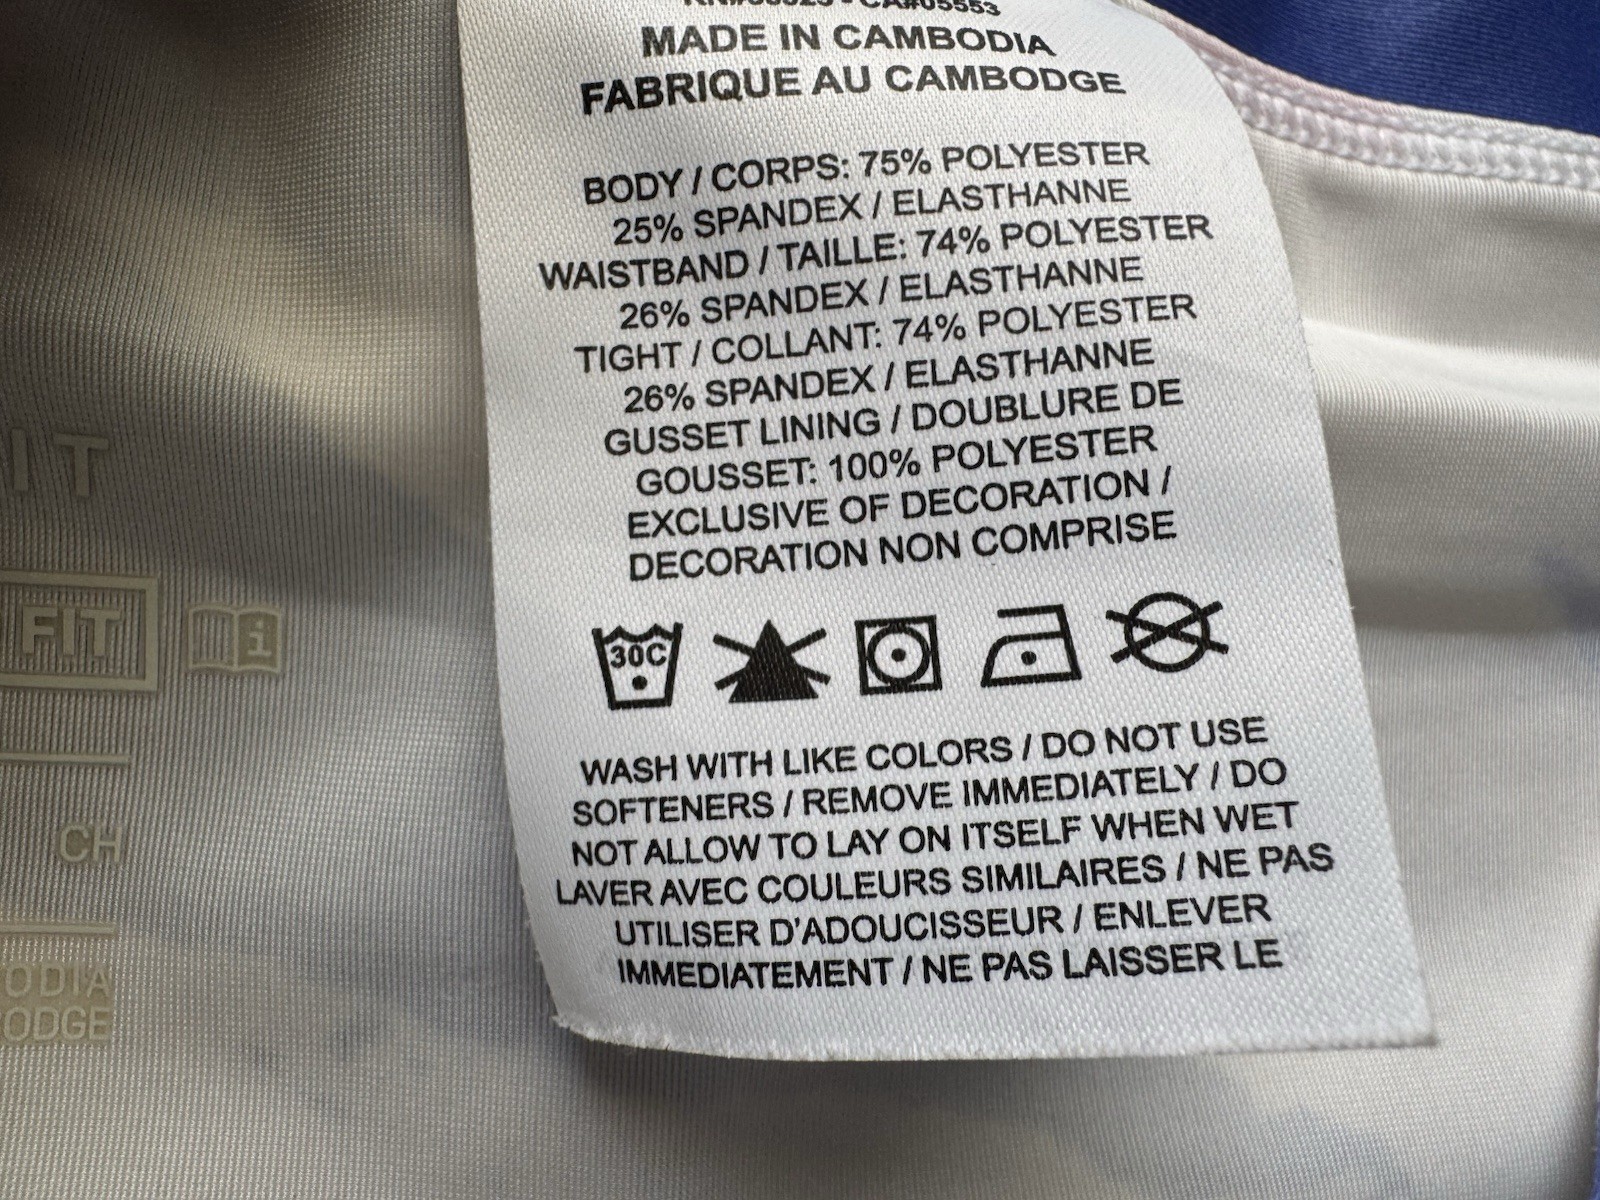 CA#05553
MADE IN CAMBODIA
FABRIQUE AU CAMBODGE
BODY / CORPS: 75% POLYESTER
25% SPANDEX / ELASTHANNE
WAISTBAND / TAILLE: 74% POLYESTER
26% SPANDEX / ELASTHANNE
TIGHT / COLLANT: 74% POLYESTER
26% SPANDEX / ELASTHANNE
GUSSET LINING / DOUBLURE DE
GOUSSET: 100% POLYESTER
EXCLUSIVE OF DECORATION /
DECORATION NON COMPRISE
30C
WASH WITH LIKE COLORS / DO NOT USE
SOFTENERS / REMOVE IMMEDIATELY / DO
NOT ALLOW TO LAY ON ITSELF WHEN WET
LAVER AVEC COULEURS SIMILAIRES / NE PAS
UTILISER D'ADOUCISSEUR / ENLEVER
IMMEDIATEMENT / NE PAS LAISSER LE
IT
FIT
i
CH
ODIA
ODGE